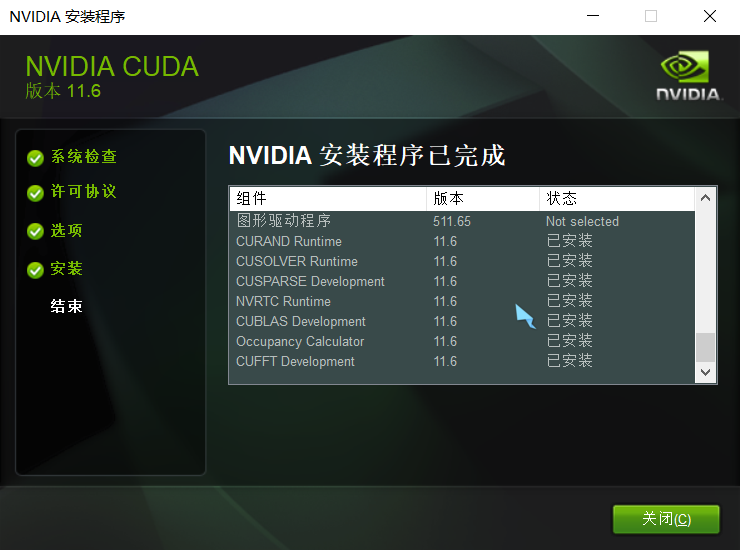 NVIDIA 安装程序
NVIDIA CUDA
版本 11.6
NVIDIA.
系统检查
许可协议
选项
安装
结束
NVIDIA 安装程序已完成
组件 版本 状态
图形驱动程序 511.65 Not selected
CURAND Runtime 11.6 已安装
CUSOLVER Runtime 11.6 已安装
CUSPARSE Development 11.6 已安装
NVRTC Runtime 11.6 已安装
CUBLAS Development 11.6 已安装
Occupancy Calculator 11.6 已安装
CUFFT Development 11.6 已安装
关闭(C)